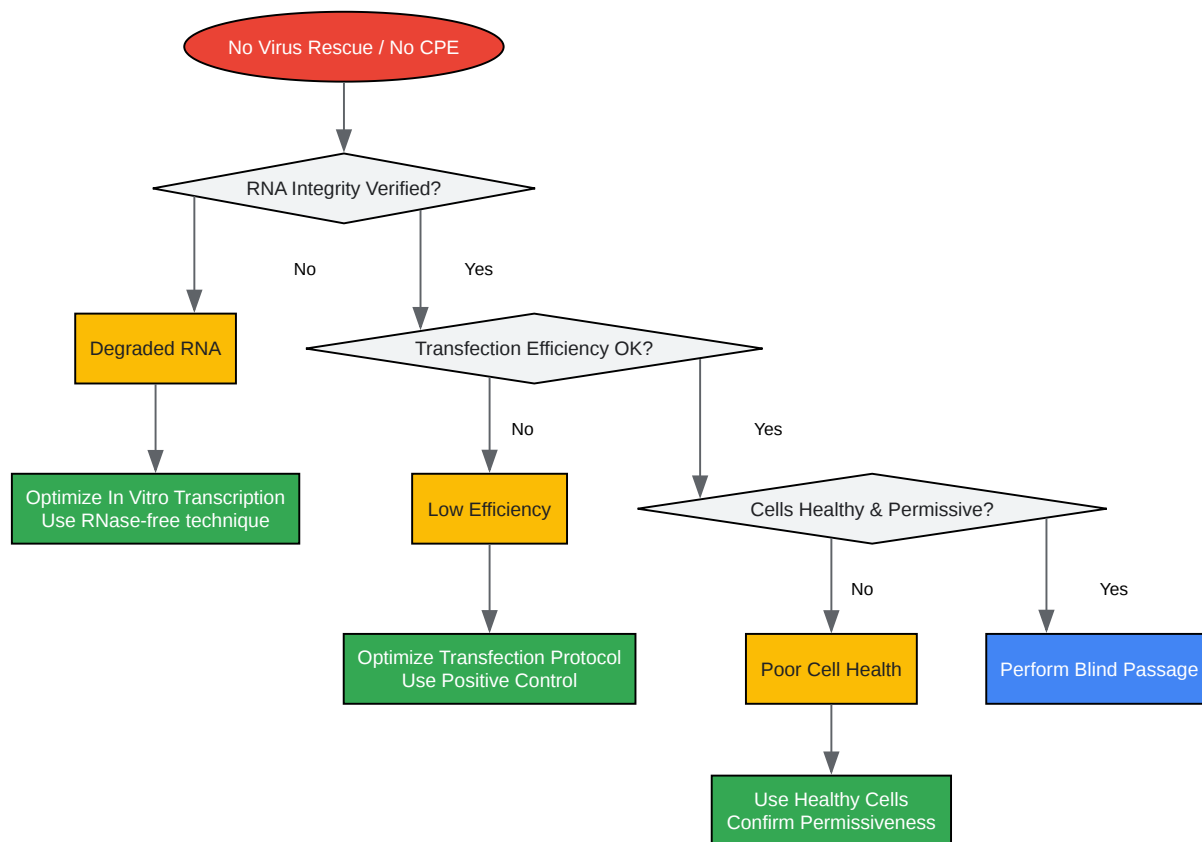 No Virus Rescue / No CPE
RNA Integrity Verified?
No
Yes
Degraded RNA
Transfection Efficiency OK?
No
Yes
Optimize In Vitro Transcription
Use RNase-free technique
Low Efficiency
Cells Healthy & Permissive?
No
Yes
Optimize Transfection Protocol
Use Positive Control
Poor Cell Health
Perform Blind Passage
Use Healthy Cells
Confirm Permissiveness